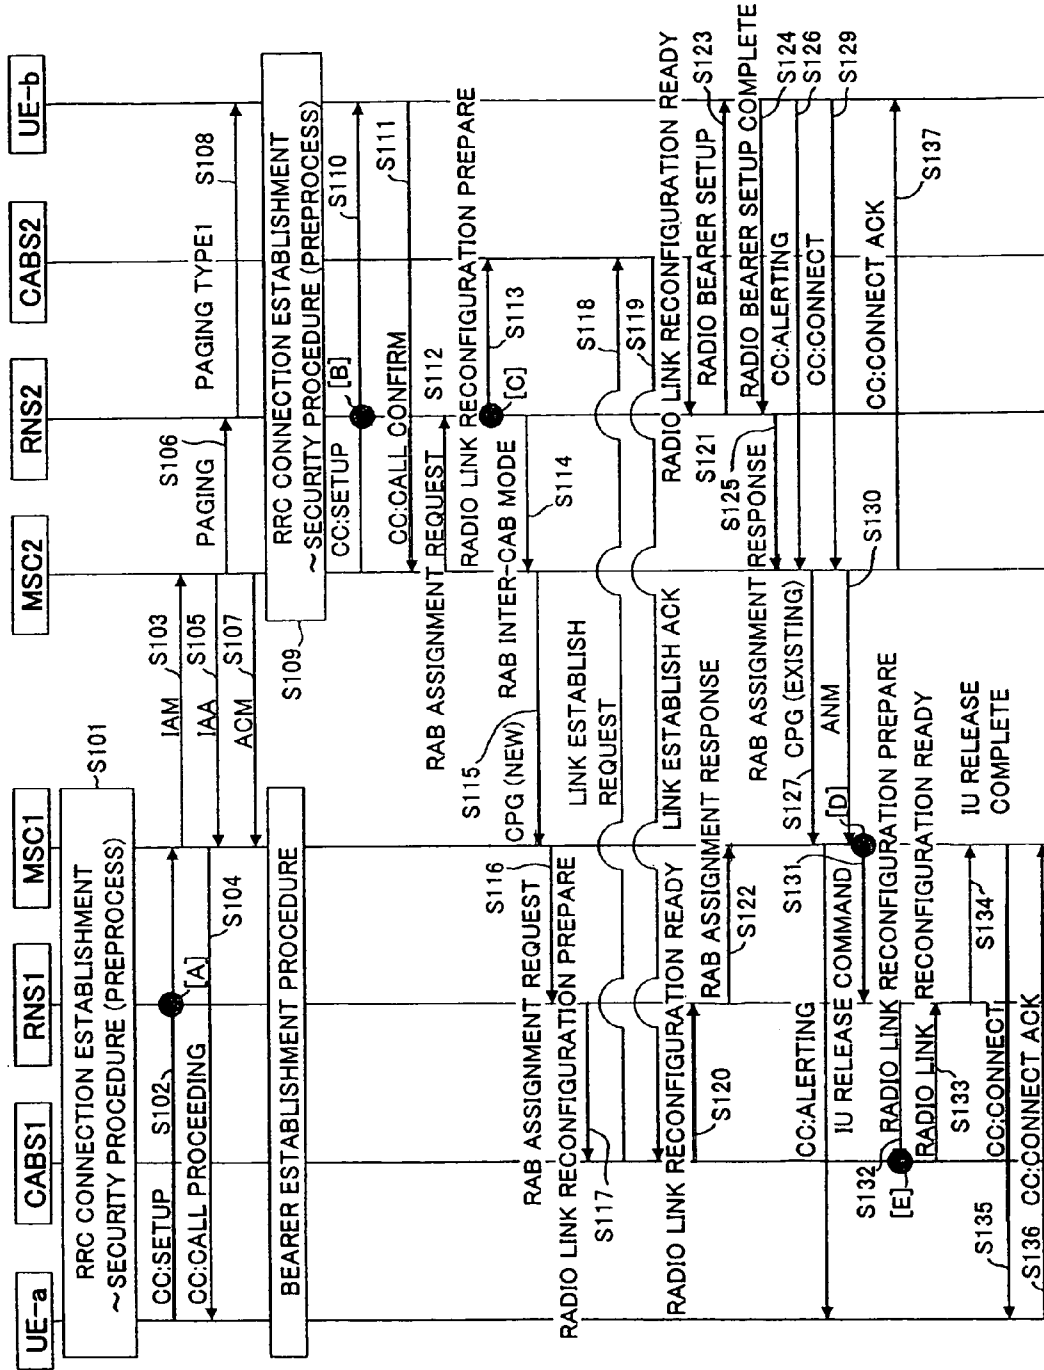 UE-a
CABS1
RNS1
MSC1
MSC2
RNS2
CABS2
UE-b
RRC CONNECTION ESTABLISHMENT
~SECURITY PROCEDURE (PREPROCESS)
S101
CC:SETUP
S102
[A]
IAM
S103
CC:CALL PROCEEDING
S104
IAA
S105
PAGING
S106
ACM
S107
PAGING TYPE1
S108
BEARER ESTABLISHMENT PROCEDURE
RRC CONNECTION ESTABLISHMENT
~SECURITY PROCEDURE (PREPROCESS)
S109
CC:SETUP
[B]
S110
CC:CALL CONFIRM
S111
RAB ASSIGNMENT REQUEST
S112
RADIO LINK RECONFIGURATION PREPARE
[C]
S113
RAB INTER-CAB MODE
S114
S115
CPG (NEW)
RAB ASSIGNMENT REQUEST
S116
RADIO LINK RECONFIGURATION PREPARE
S117
LINK ESTABLISH
REQUEST
S118
LINK ESTABLISH ACK
S119
RADIO LINK RECONFIGURATION READY
S120
RADIO LINK RECONFIGURATION READY
S121
RAB ASSIGNMENT RESPONSE
S122
RADIO BEARER SETUP
S123
RADIO BEARER SETUP COMPLETE
S124
RAB ASSIGNMENT RESPONSE
S125
CC:ALERTING
S126
S127
CPG (EXISTING)
CC:ALERTING
CC:CONNECT
S129
ANM
S130
[D]
IU RELEASE COMMAND
S131
S132
RADIO LINK RECONFIGURATION PREPARE
[E]
RADIO LINK
RECONFIGURATION READY
S133
S134
IU RELEASE
COMPLETE
CC:CONNECT
S135
CC:CONNECT ACK
S136
CC:CONNECT ACK
S137